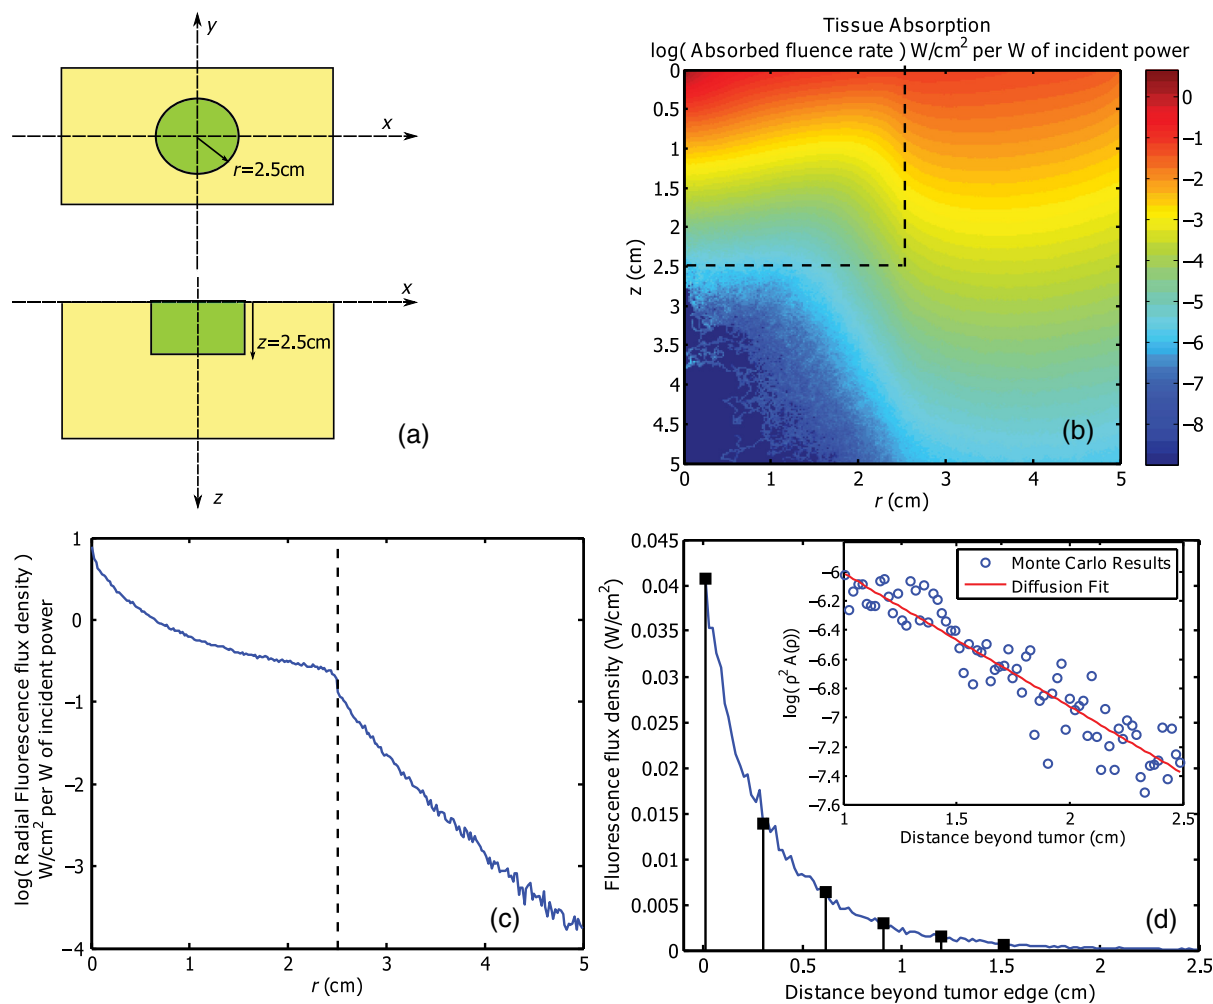 y
x
r=2.5cm
x
z=2.5cm
(a)
z
Tissue Absorption
log( Absorbed fluence rate ) W/cm² per W of incident power
0
0.5
1
1.5
2
2.5
3
3.5
4
4.5
5
z (cm)
0 1 2 3 4 5
r (cm)
(b)
0
−1
−2
−3
−4
−5
−6
−7
−8
log( Radial Fluorescence flux density )
W/cm² per W of incident power
1
0
−1
−2
−3
−4
0 1 2 3 4 5
r (cm)
(c)
Fluorescence flux density (W/cm²)
0.045
0.04
0.035
0.03
0.025
0.02
0.015
0.01
0.005
0
0 0.5 1 1.5 2 2.5
Distance beyond tumor edge (cm)
(d)
log( ρ² A(ρ))
−6
−6.2
−6.4
−6.6
−6.8
−7
−7.2
−7.4
−7.6
1 1.5 2 2.5
Distance beyond tumor (cm)
Monte Carlo Results
Diffusion Fit